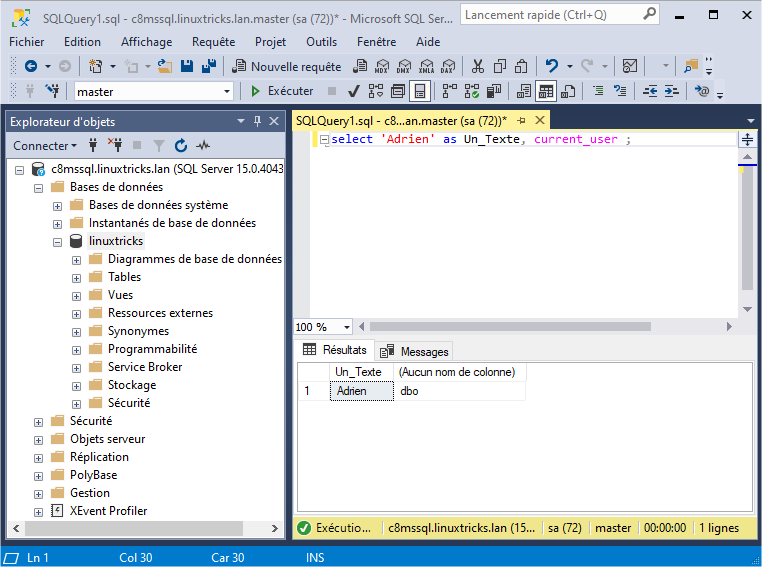 SQLQuery1.sql - c8mssql.linuxtricks.lan.master (sa (72))* - Microsoft SQL Ser...
Lancement rapide (Ctrl+Q)
Fichier Edition Affichage Requête Projet Outils Fenêtre Aide
Nouvelle requête MDX DMX XMLA DAX
master Exécuter
Explorateur d'objets
Connecter
c8mssql.linuxtricks.lan (SQL Server 15.0.4043
Bases de données
Bases de données système
Instantanés de base de données
linuxtricks
Diagrammes de base de données
Tables
Vues
Ressources externes
Synonymes
Programmabilité
Service Broker
Stockage
Sécurité
Sécurité
Objets serveur
Réplication
PolyBase
Gestion
XEvent Profiler
SQLQuery1.sql - c8...an.master (sa (72))*
select 'Adrien' as Un_Texte, current_user ;
100 %
Résultats Messages
Un_Texte (Aucun nom de colonne)
1 Adrien dbo
Exécutio... c8mssql.linuxtricks.lan (15... sa (72) master 00:00:00 1 lignes
Ln 1 Col 30 Car 30 INS